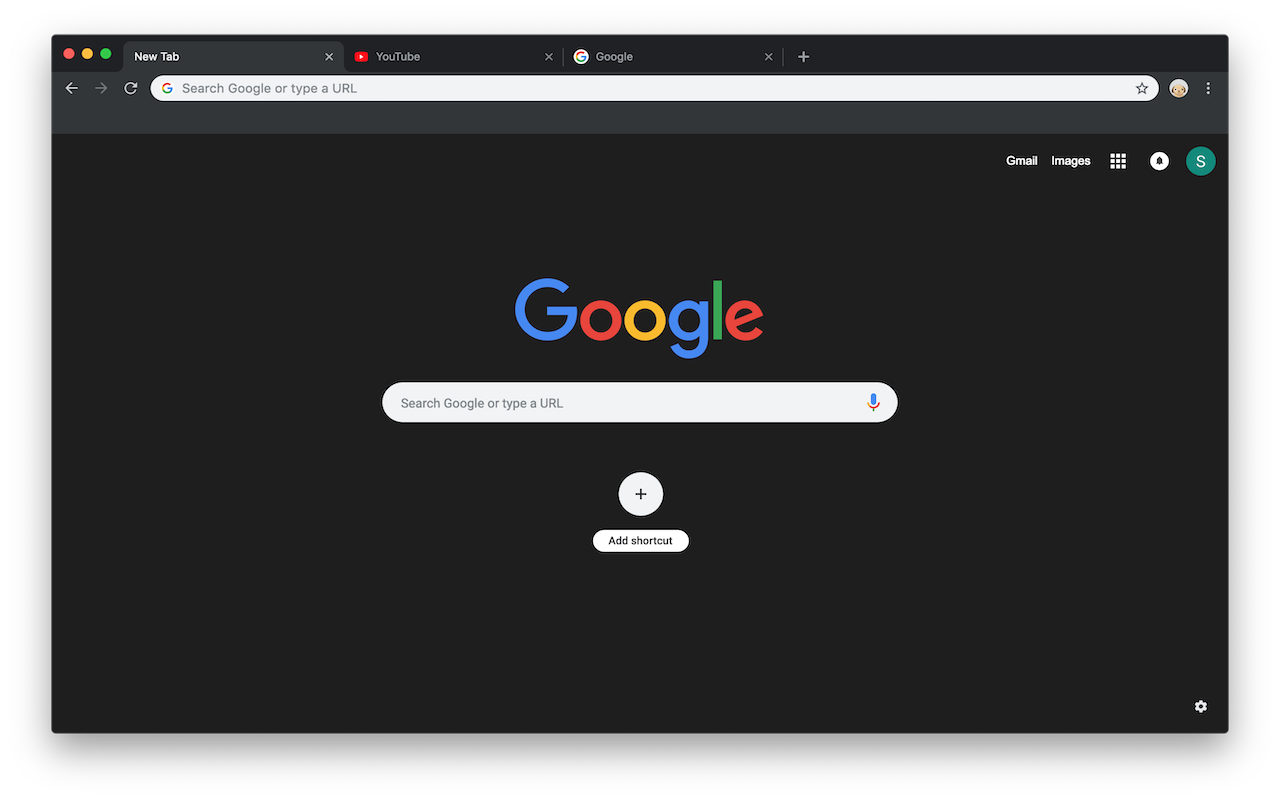 New Tab
YouTube
Google
Search Google or type a URL
Gmail Images
S
Google
Search Google or type a URL
Add shortcut